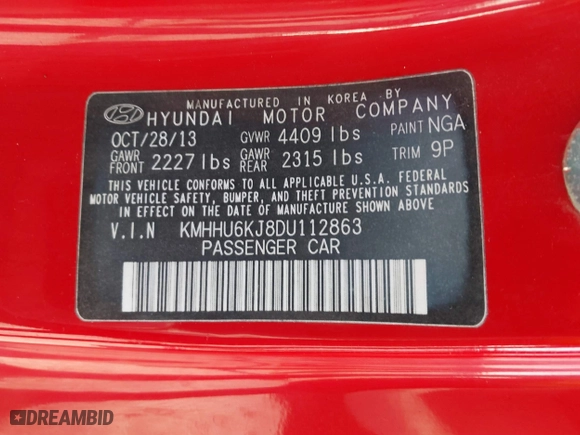 MANUFACTURED IN KOREA BY
HYUNDAI MOTOR COMPANY
OCT/28/13 GVWR 4409 lbs PAINT NGA
GAWR FRONT 2227 lbs GAWR REAR 2315 lbs TRIM 9P
THIS VEHICLE CONFORMS TO ALL APPLICABLE U.S.A. FEDERAL
MOTOR VEHICLE SAFETY, BUMPER, AND THEFT PREVENTION STANDARDS
IN EFFECT ON THE DATE OF MANUFACTURE SHOWN ABOVE.
V.I.N KMHHU6KJ8DU112863
PASSENGER CAR
DREAMBID